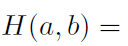 H(a, b) =